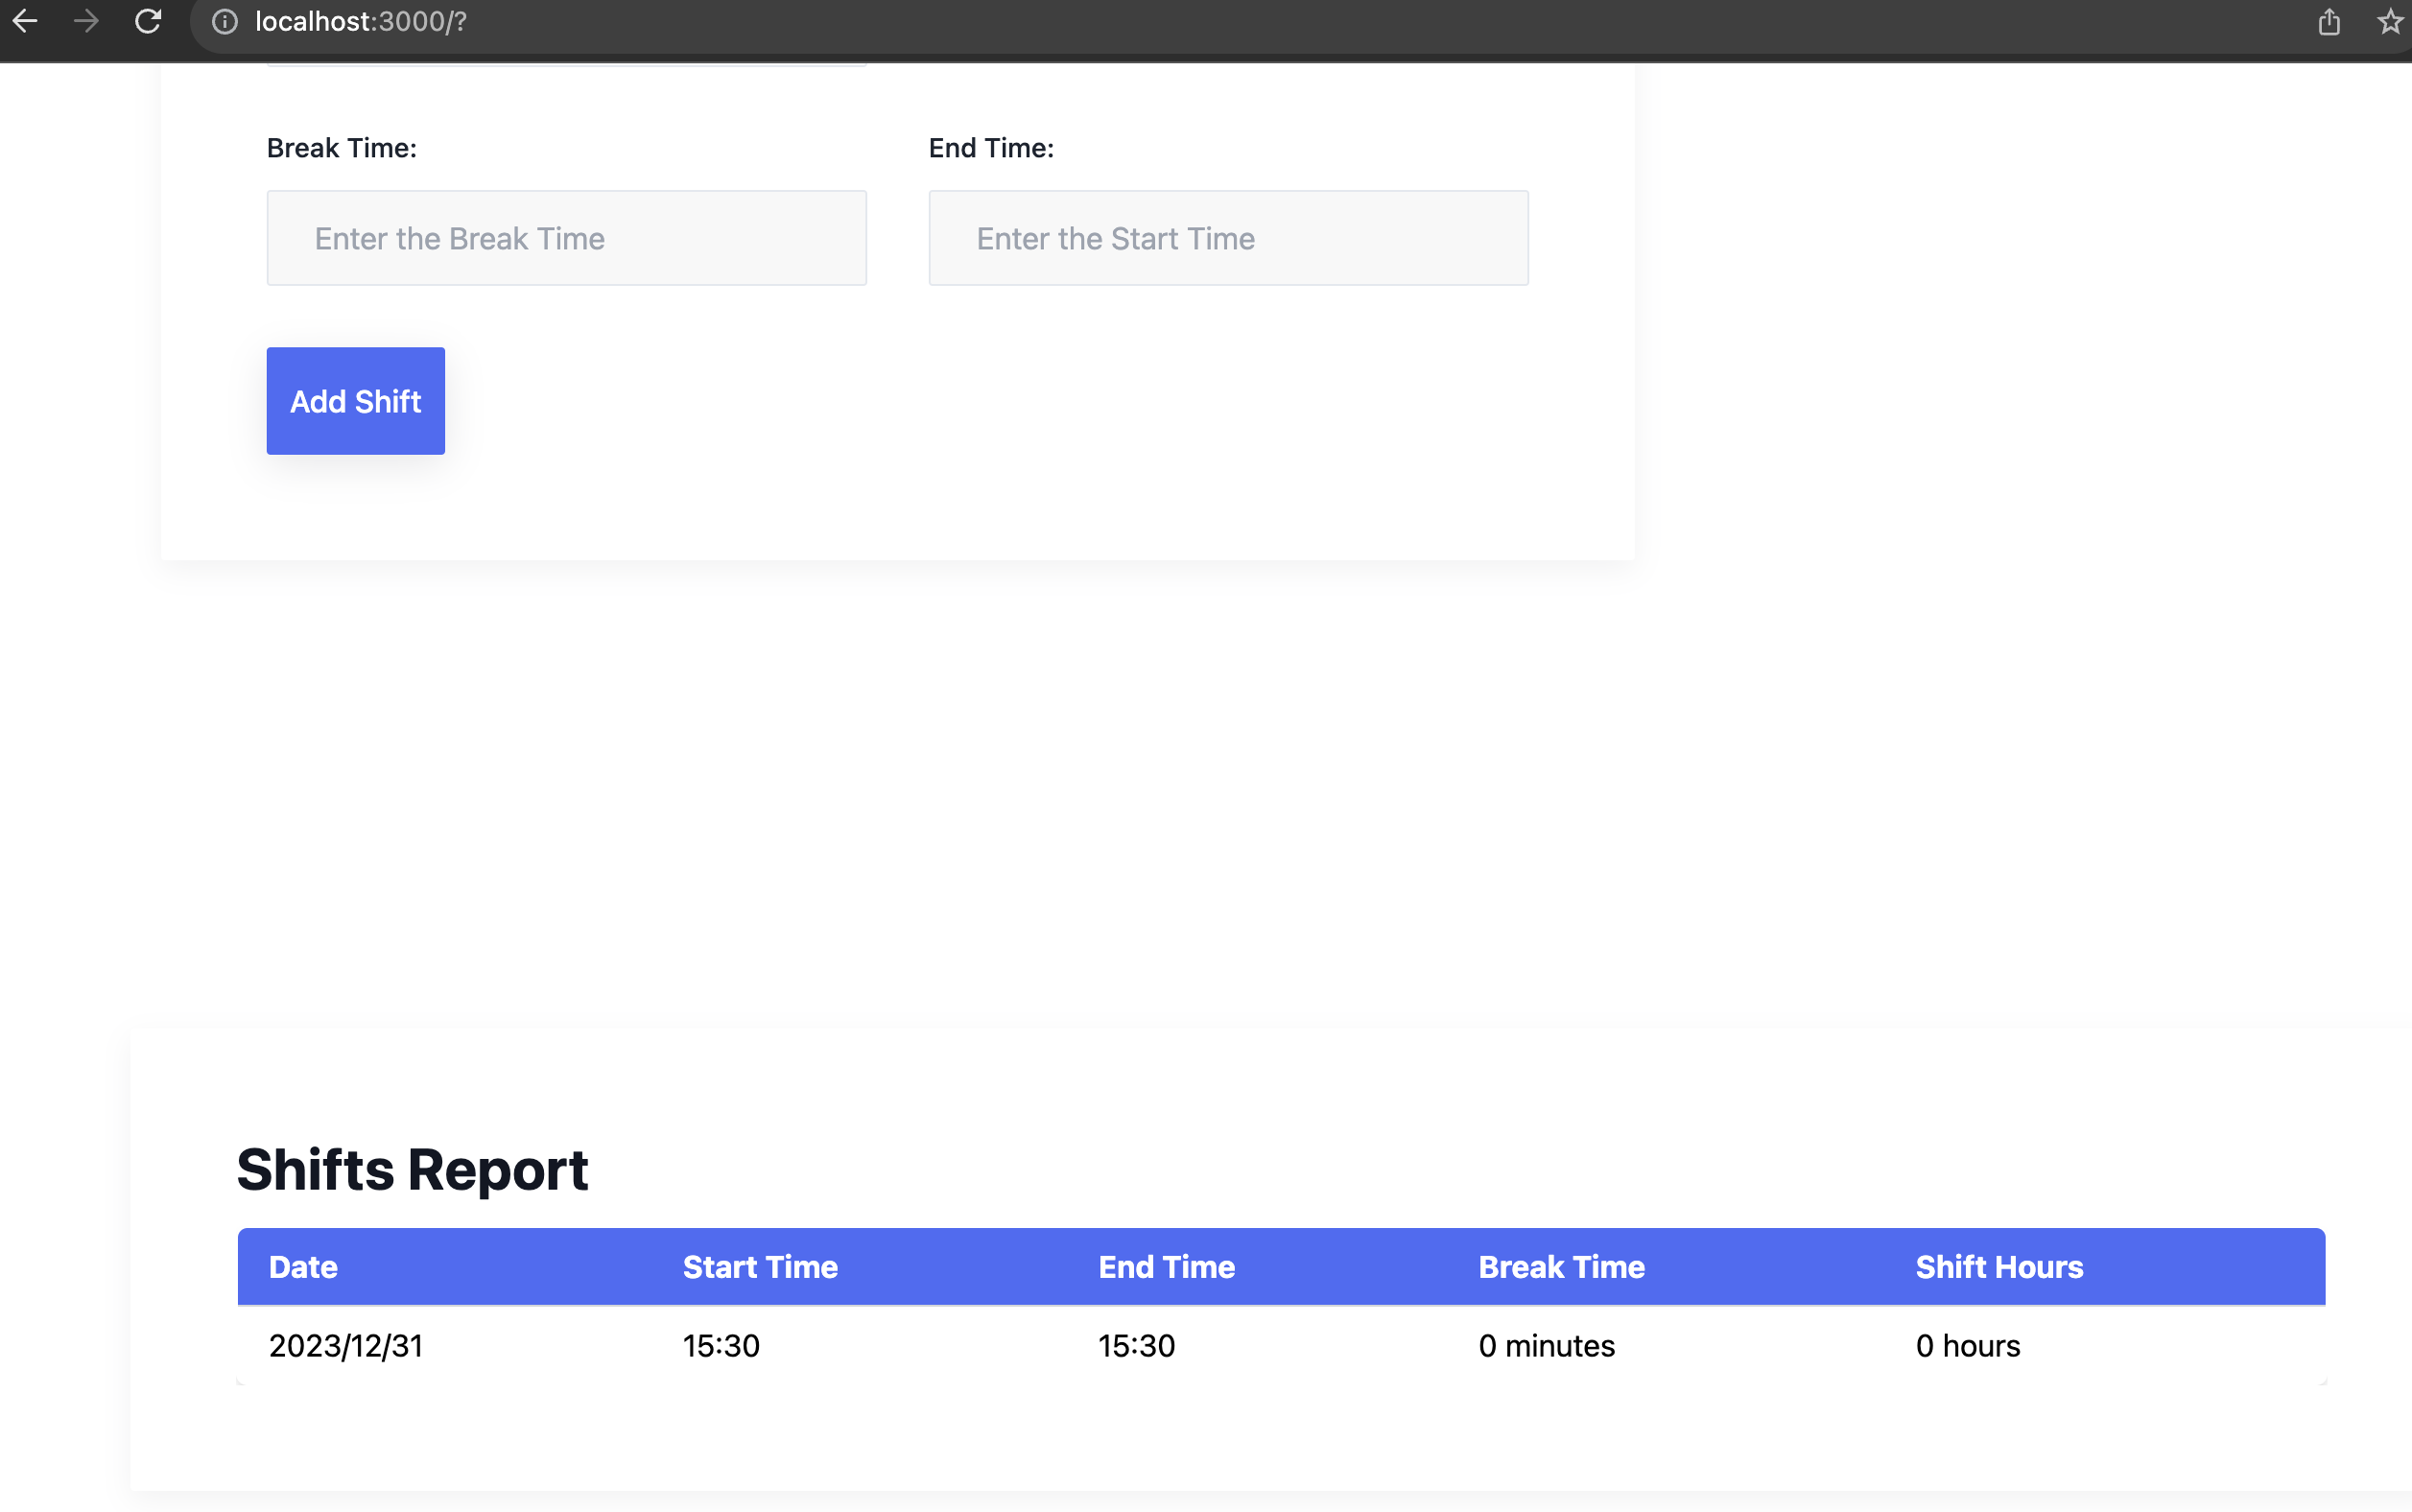 localhost:3000/?
Break Time: End Time:
Enter the Break Time Enter the Start Time
Add Shift
Shifts Report
Date Start Time End Time Break Time Shift Hours
2023/12/31 15:30 15:30 0 minutes 0 hours